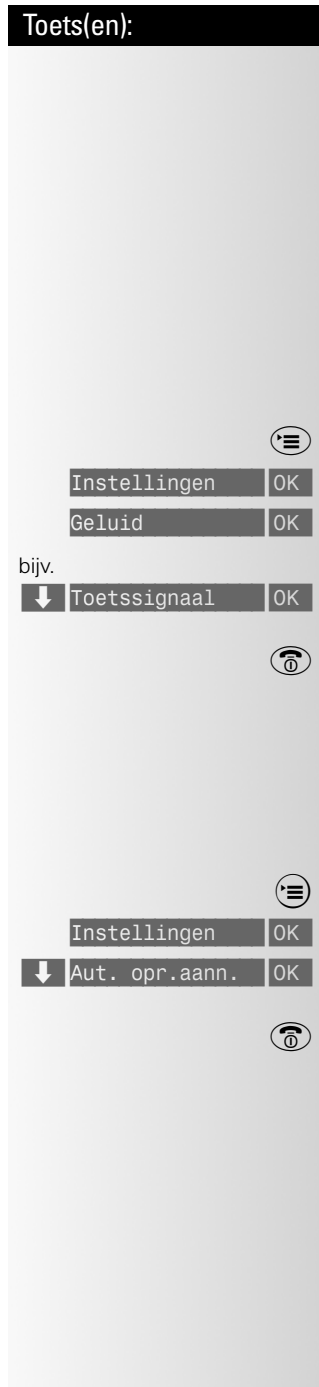 Toets(en):
Instellingen OK
Geluid OK
bijv.
Toetssignaal OK
Instellingen OK
Aut. opr.aann. OK